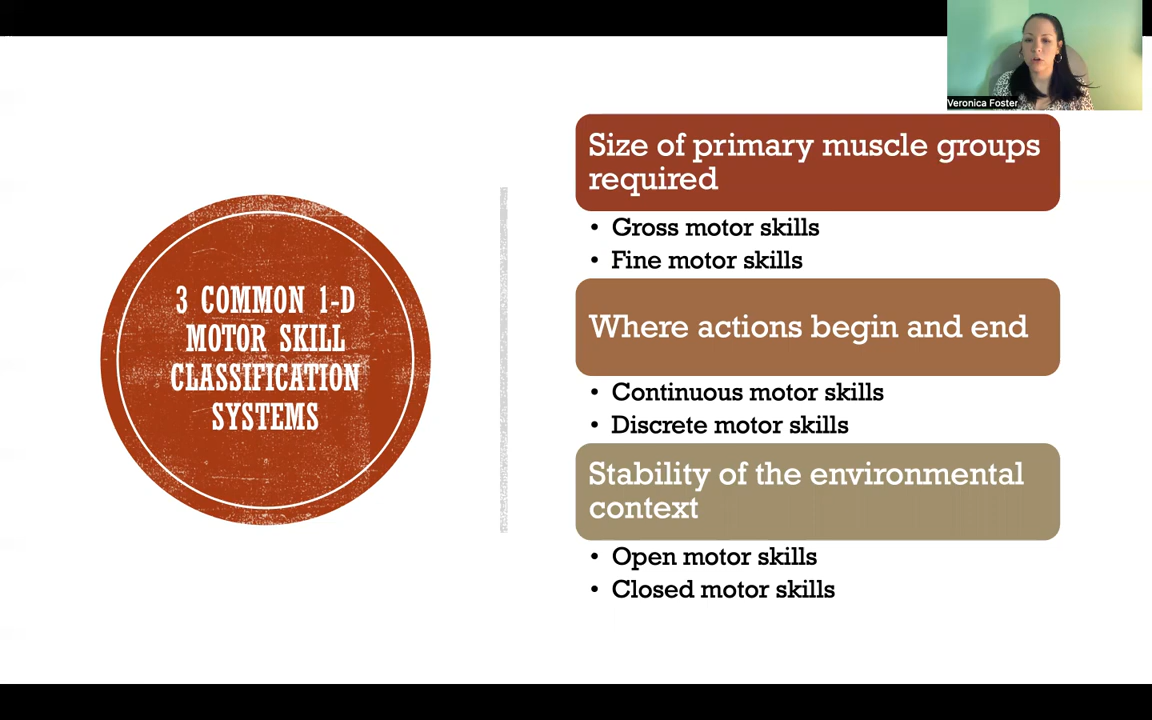 Veronica Foster
3 COMMON 1-D
MOTOR SKILL
CLASSIFICATION
SYSTEMS
Size of primary muscle groups
required
• Gross motor skills
• Fine motor skills
Where actions begin and end
• Continuous motor skills
• Discrete motor skills
Stability of the environmental
context
• Open motor skills
• Closed motor skills